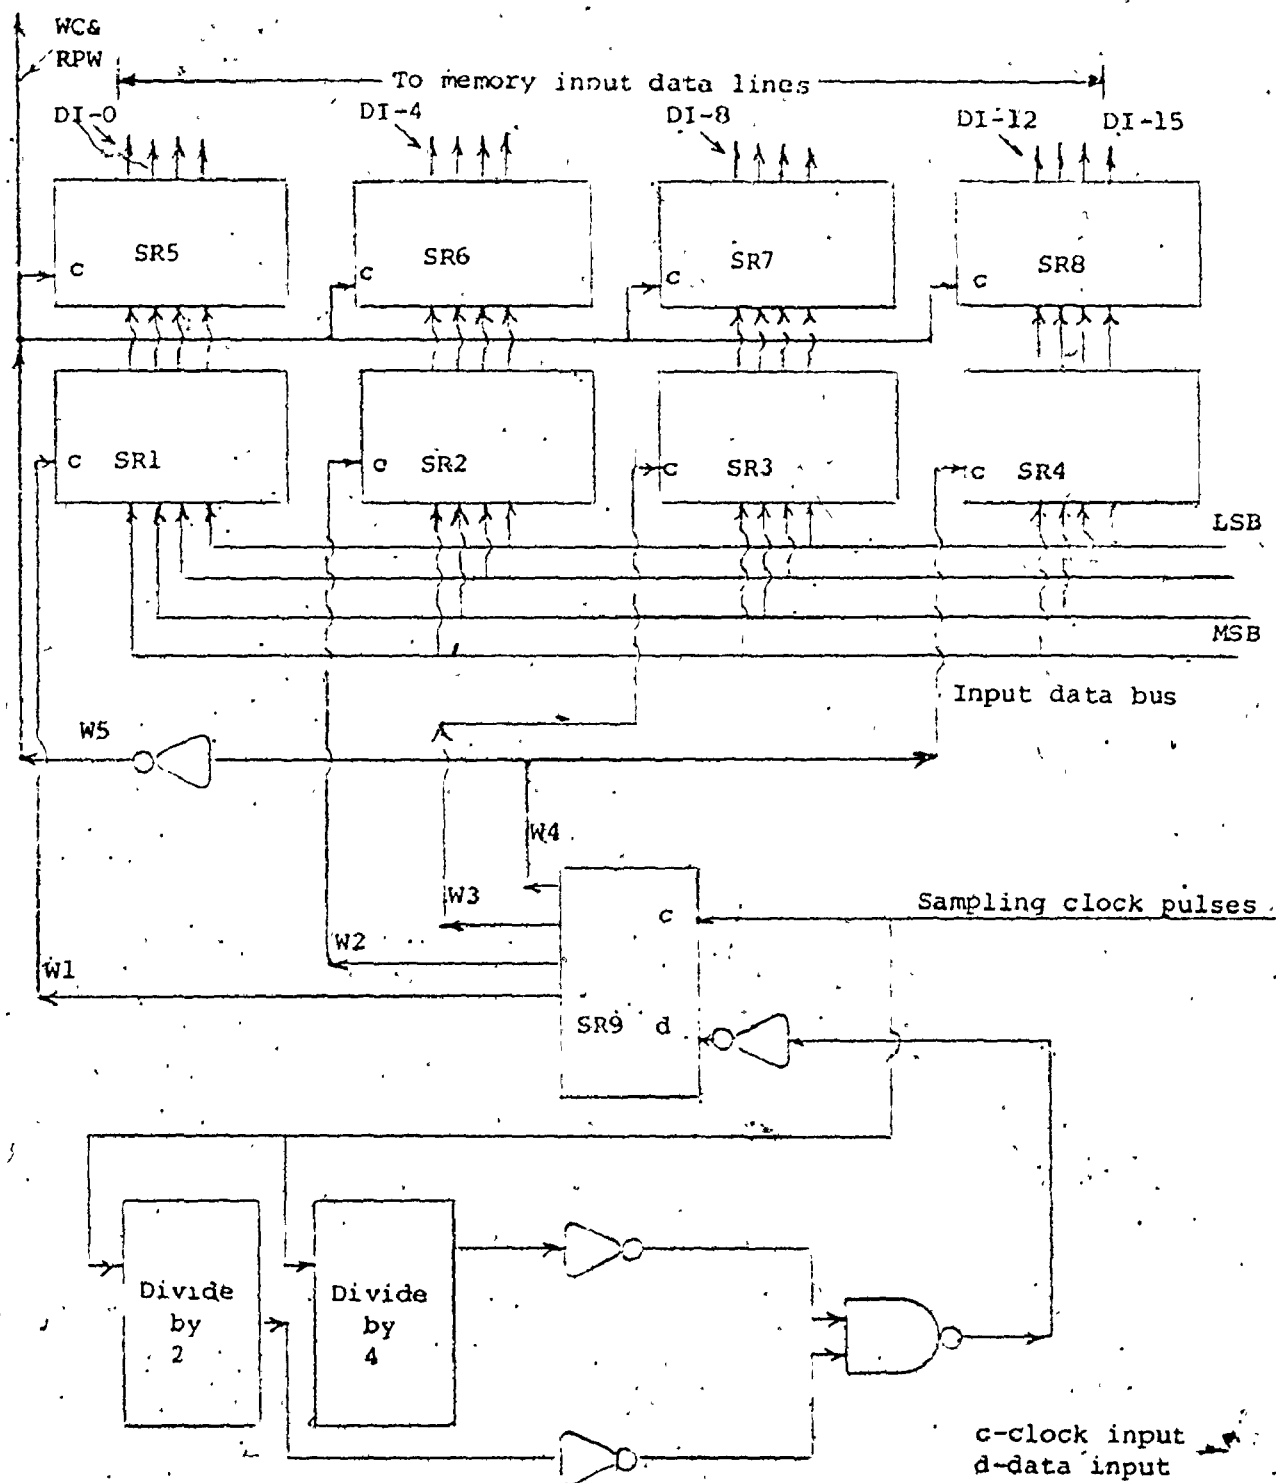 WC&
RPW
To memory input data lines
DI-0
DI-4
DI-8
DI-12
DI-15
SR5
c
SR6
c
SR7
c
SR8
c
c
SR1
c
SR2
c
SR3
c
SR4
LSB
MSB
Input data bus
W5
W4
W3
W2
W1
c
Sampling clock pulses
SR9
d
Divide
by
2
Divide
by
4
c-clock input
d-data input